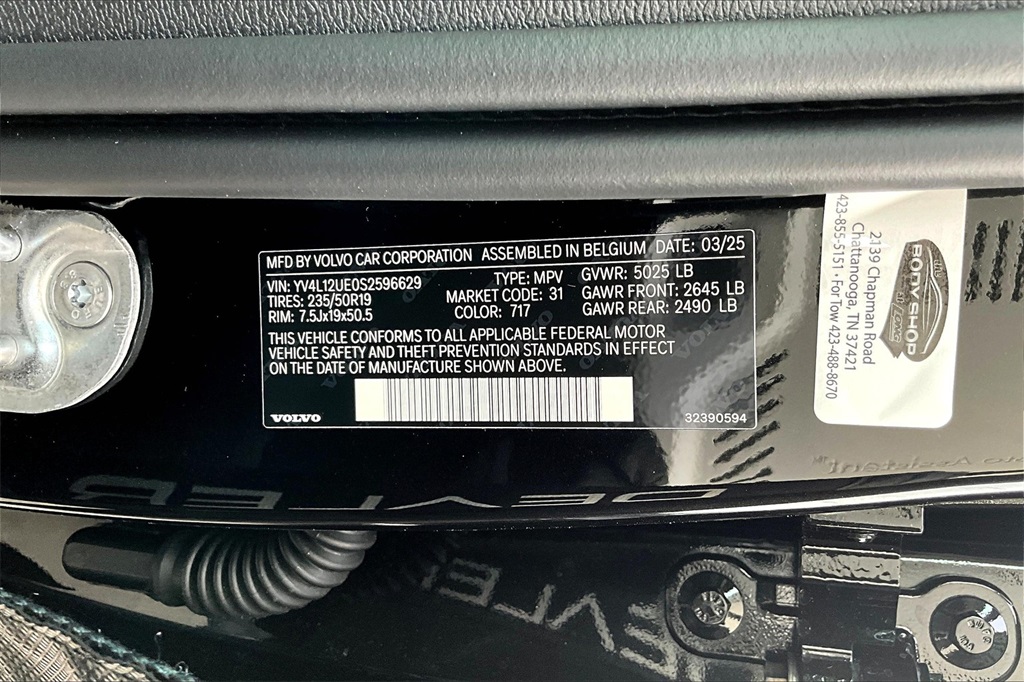 MFD BY VOLVO CAR CORPORATION ASSEMBLED IN BELGIUM DATE: 03/25
VIN: YV4L12UE0S2596629 TYPE: MPV GVWR: 5025 LB
TIRES: 235/50R19 MARKET CODE: 31 GAWR FRONT: 2645 LB
RIM: 7.5Jx19x50.5 COLOR: 717 GAWR REAR: 2490 LB
THIS VEHICLE CONFORMS TO ALL APPLICABLE FEDERAL MOTOR
VEHICLE SAFETY AND THEFT PREVENTION STANDARDS IN EFFECT
ON THE DATE OF MANUFACTURE SHOWN ABOVE.
VOLVO 32390594
BODY SHOP
2139 Chapman Road
Chattanooga, TN 37421
423-855-5151 • For Tow 423-488-8670